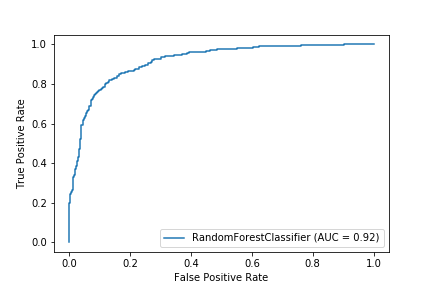 1.0
0.8
0.6
0.4
0.2
0.0
True Positive Rate
RandomForestClassifier (AUC = 0.92)
0.0 0.2 0.4 0.6 0.8 1.0
False Positive Rate